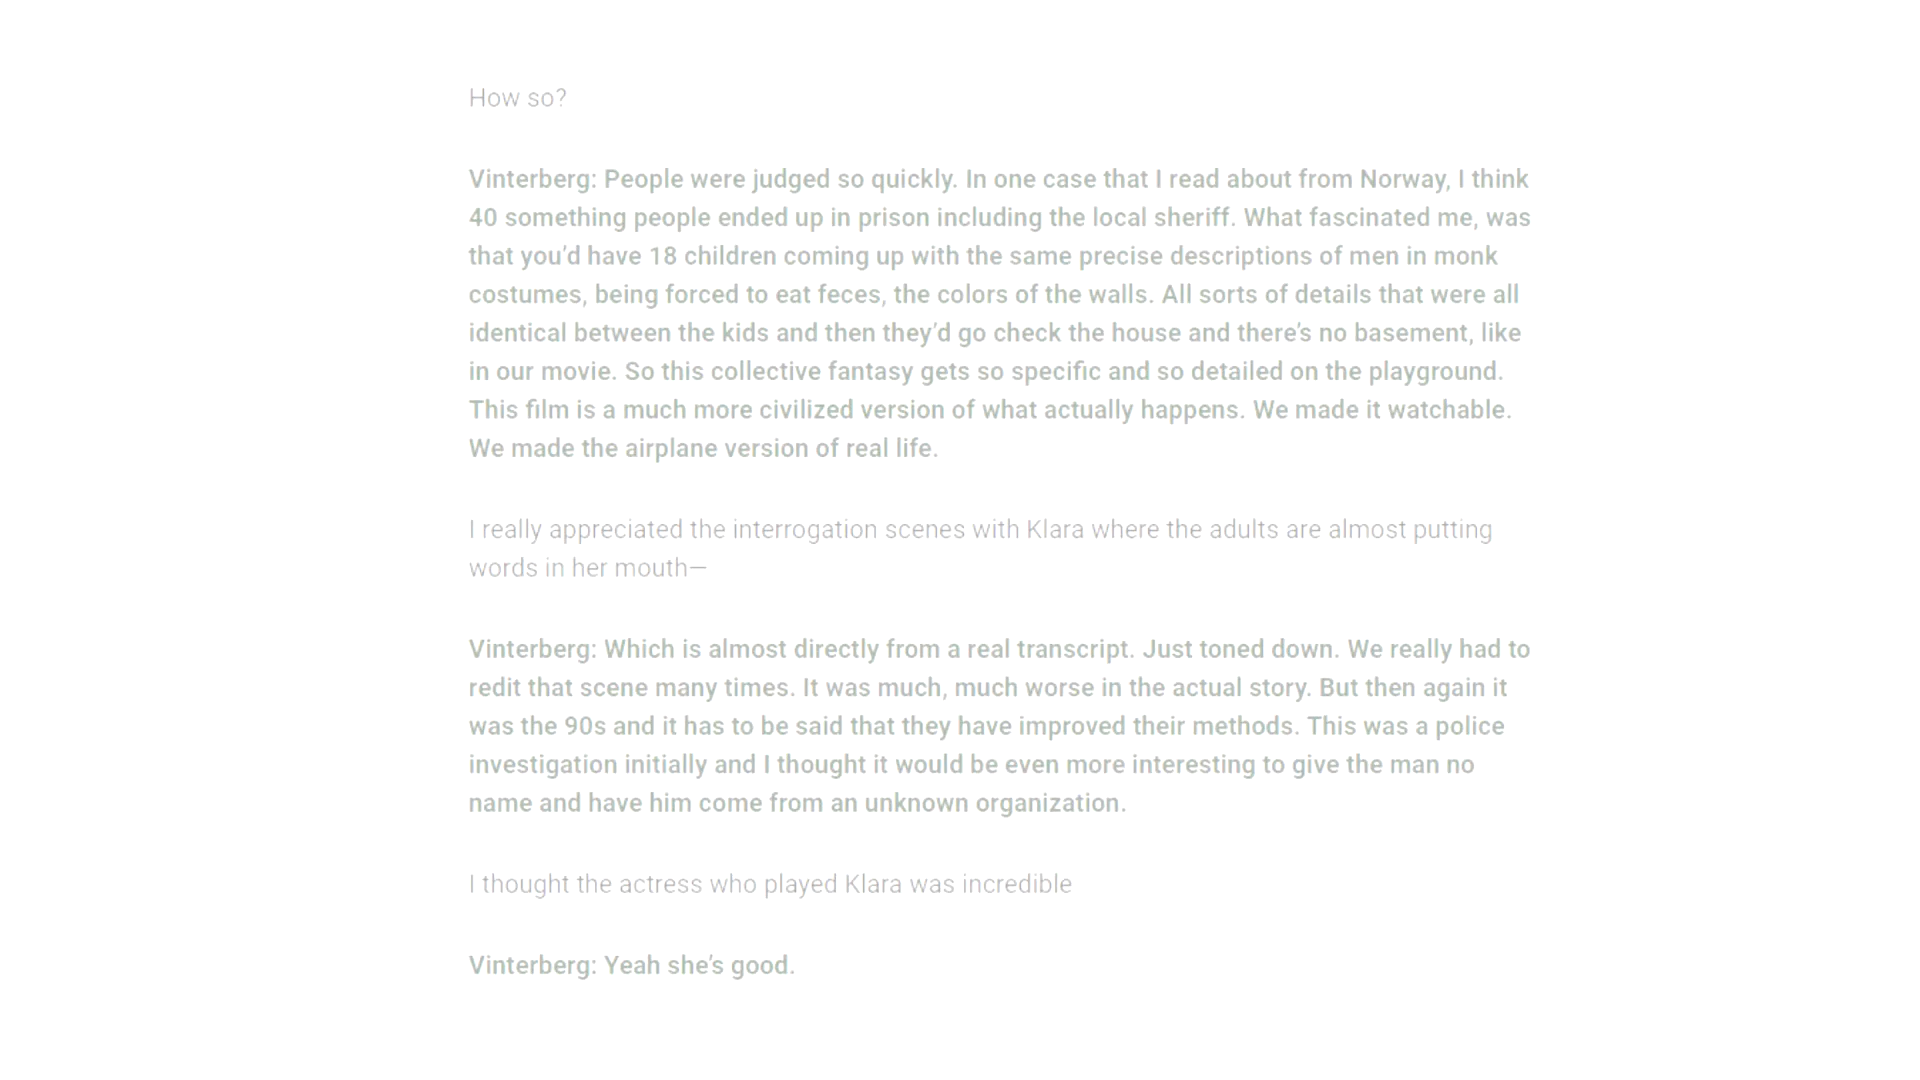 How so?
Vinterberg: People were judged so quickly. In one case that I read about from Norway, I think
40 something people ended up in prison including the local sheriff. What fascinated me, was
that you’d have 18 children coming up with the same precise descriptions of men in monk
costumes, being forced to eat feces, the colors of the walls. All sorts of details that were all
identical between the kids and then they’d go check the house and there’s no basement, like
in our movie. So this collective fantasy gets so specific and so detailed on the playground.
This film is a much more civilized version of what actually happens. We made it watchable.
We made the airplane version of real life.
I really appreciated the interrogation scenes with Klara where the adults are almost putting
words in her mouth—
Vinterberg: Which is almost directly from a real transcript. Just toned down. We really had to
redit that scene many times. It was much, much worse in the actual story. But then again it
was the 90s and it has to be said that they have improved their methods. This was a police
investigation initially and I thought it would be even more interesting to give the man no
name and have him come from an unknown organization.
I thought the actress who played Klara was incredible
Vinterberg: Yeah she’s good.